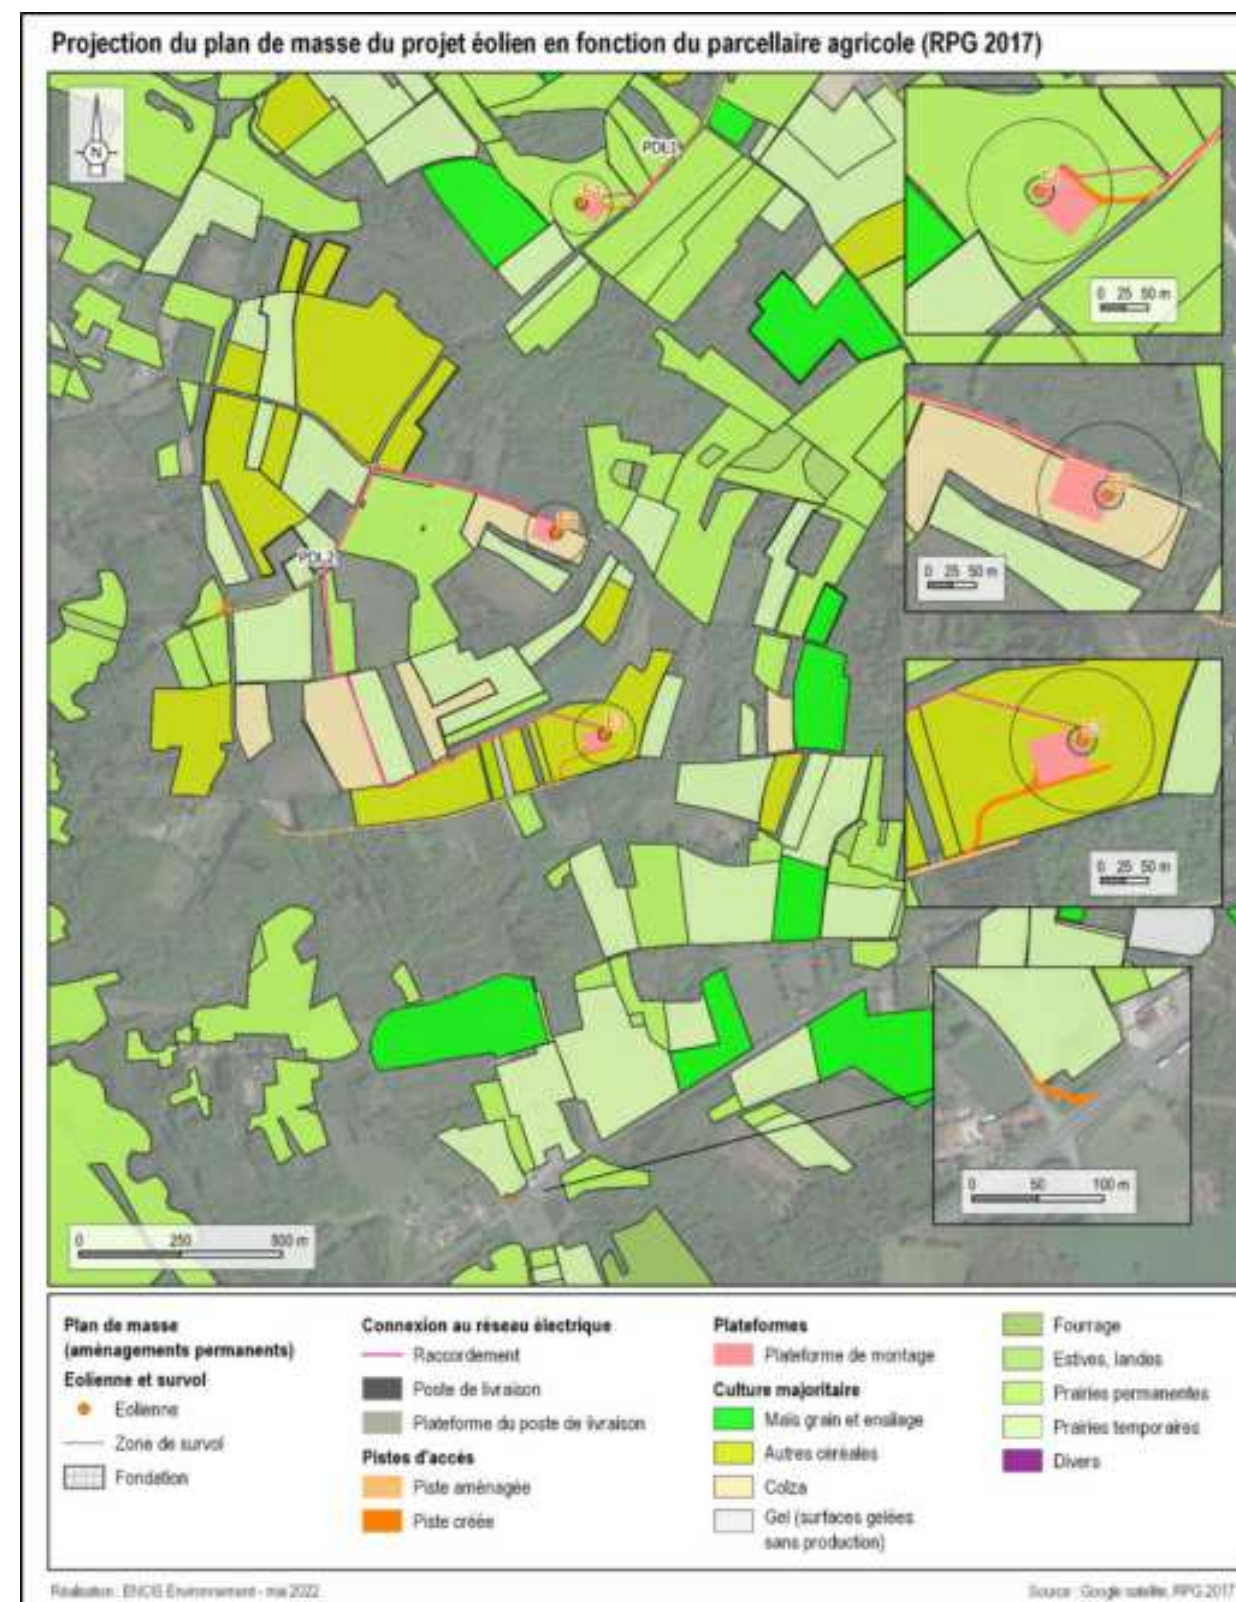 Projection du plan de masse du projet éolien en fonction du parcellaire agricole (RPG 2017)
N
PDL1
0 25 50 m
PDL2
0 25 50 m
0 25 50 m
0 50 100 m
0 250 500 m
Plan de masse
(aménagements permanents)
Eolienne et survol
Eolienne
Zone de survol
Fondation
Connexion au réseau électrique
Raccordement
Poste de livraison
Plateforme du poste de livraison
Pistes d'accés
Piste aménagée
Piste créée
Plateformes
Plateforme de montage
Culture majoritaire
Maïs grain et ensilage
Autres céréales
Colza
Gel (surfaces gelées
sans production)
Fourrage
Estives, landes
Prairies permanentes
Prairies temporaires
Divers
Réalisation : ENCIS Environnement - mai 2022
Source : Google satellite, RPG 2017